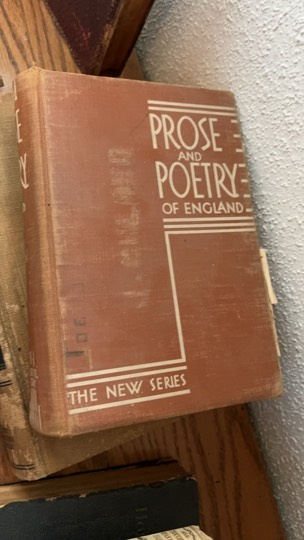 PROSE
AND
POETRY
OF ENGLAND
THE NEW SERIES